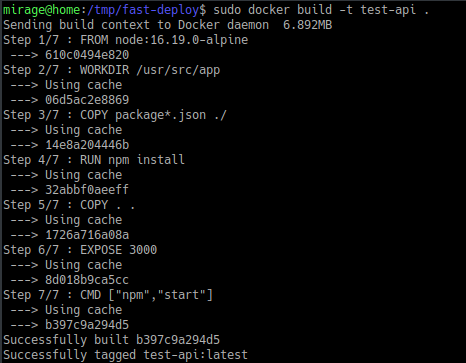 mirage@home:/tmp/fast-deploy$ sudo docker build -t test-api .
Sending build context to Docker daemon  6.892MB
Step 1/7 : FROM node:16.19.0-alpine
 ---> 610c0494e820
Step 2/7 : WORKDIR /usr/src/app
 ---> Using cache
 ---> 06d5ac2e8869
Step 3/7 : COPY package*.json ./
 ---> Using cache
 ---> 14e8a204446b
Step 4/7 : RUN npm install
 ---> Using cache
 ---> 32abbf0aeeff
Step 5/7 : COPY . .
 ---> Using cache
 ---> 1726a716a08a
Step 6/7 : EXPOSE 3000
 ---> Using cache
 ---> 8d018b9ca5cc
Step 7/7 : CMD ["npm","start"]
 ---> Using cache
 ---> b397c9a294d5
Successfully built b397c9a294d5
Successfully tagged test-api:latest